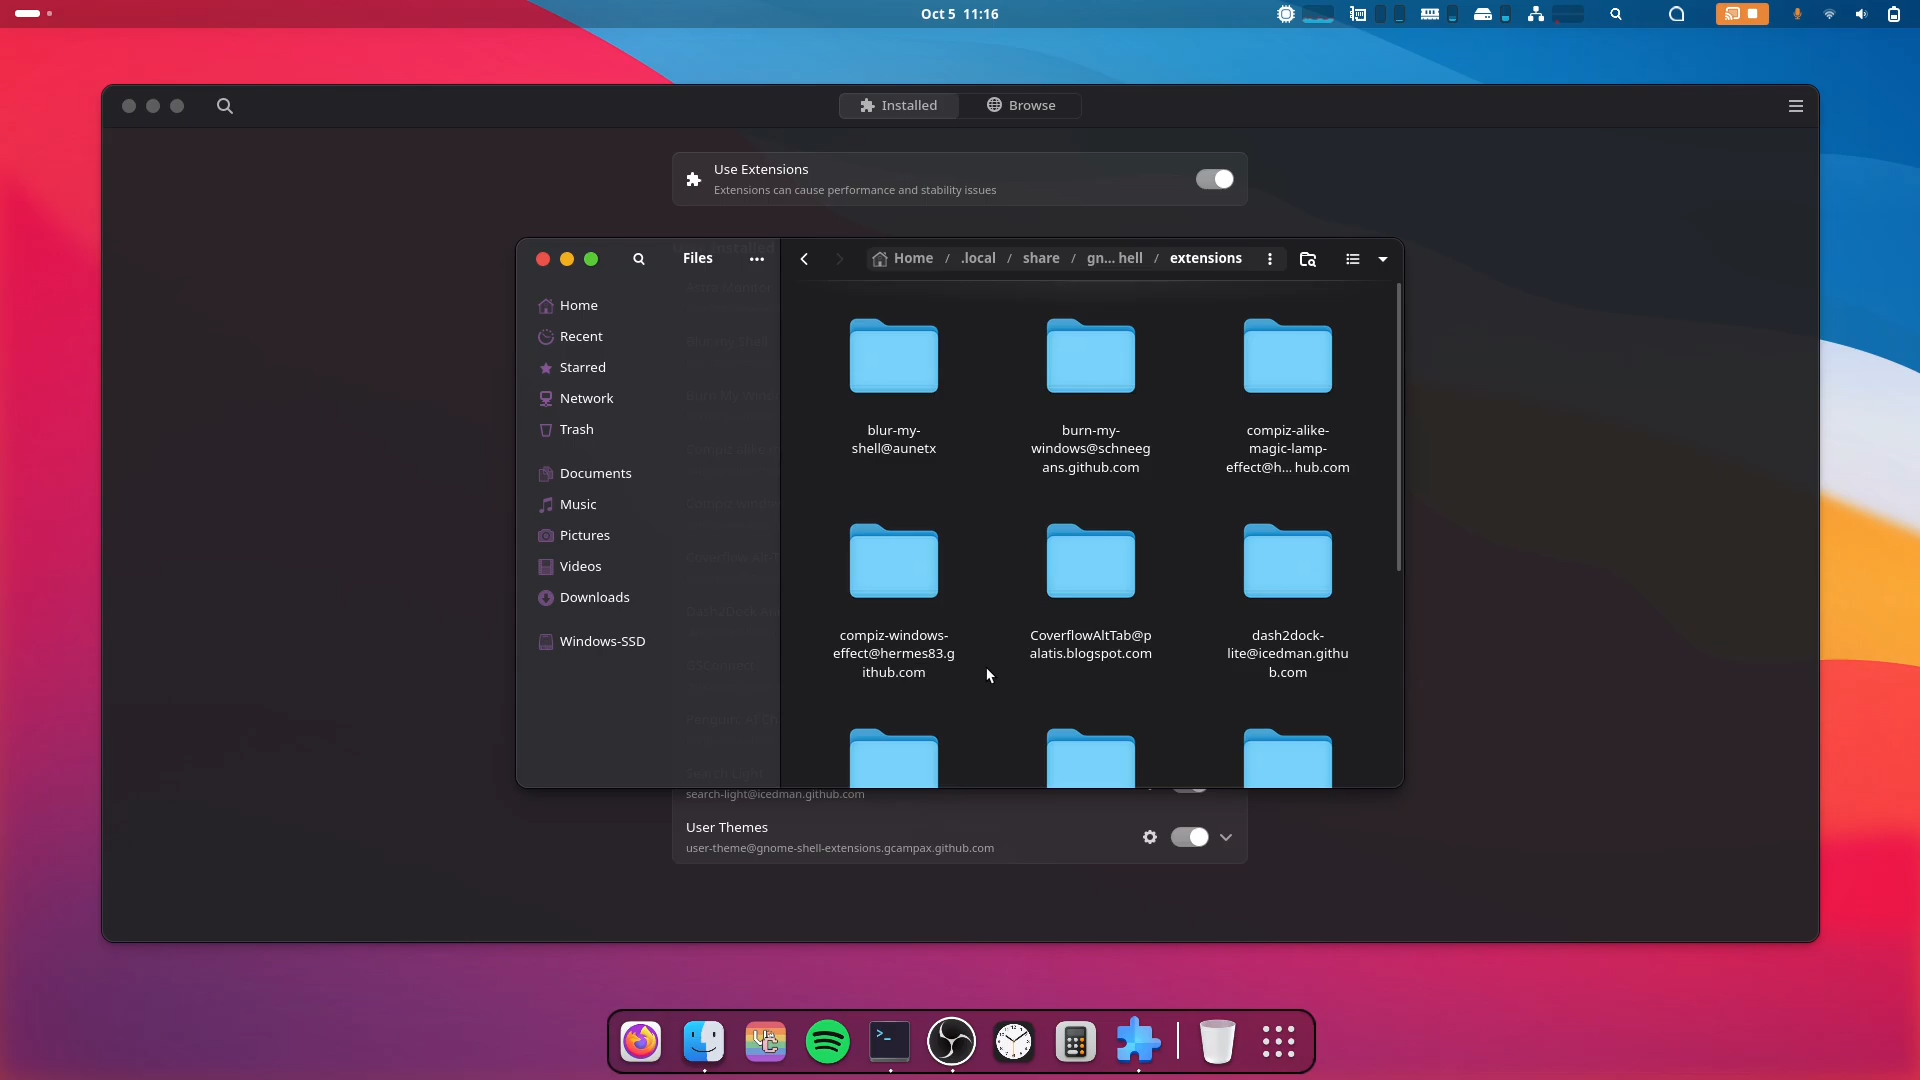 Oct 5 11:16
Installed
Browse
Use Extensions
Extensions can cause performance and stability issues
Files
Home / .local / share / gn... hell / extensions
Home
Recent
Starred
Network
Trash
Documents
Music
Pictures
Videos
Downloads
Windows-SSD
blur-my-
shell@aunetx
burn-my-
windows@schneeg
ans.github.com
compiz-alike-
magic-lamp-
effect@h... hub.com
compiz-windows-
effect@hermes83.g
ithub.com
CoverflowAltTab@p
alatis.blogspot.com
dash2dock-
lite@icedman.githu
b.com
Search Light
search-light@icedman.github.com
User Themes
user-theme@gnome-shell-extensions.gcampax.github.com